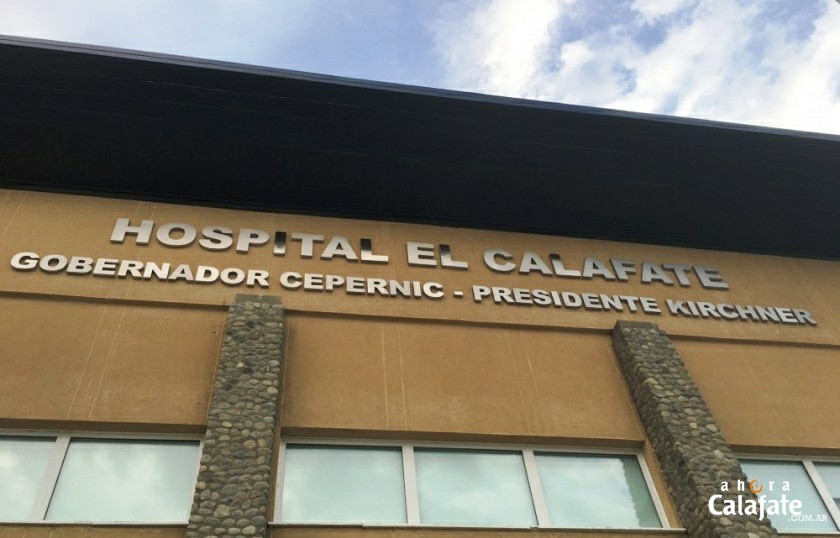 HOSPITAL EL CALAFATE
GOBERNADOR CEPERNIC - PRESIDENTE KIRCHNER
ahora
Calafate
.COM.AR